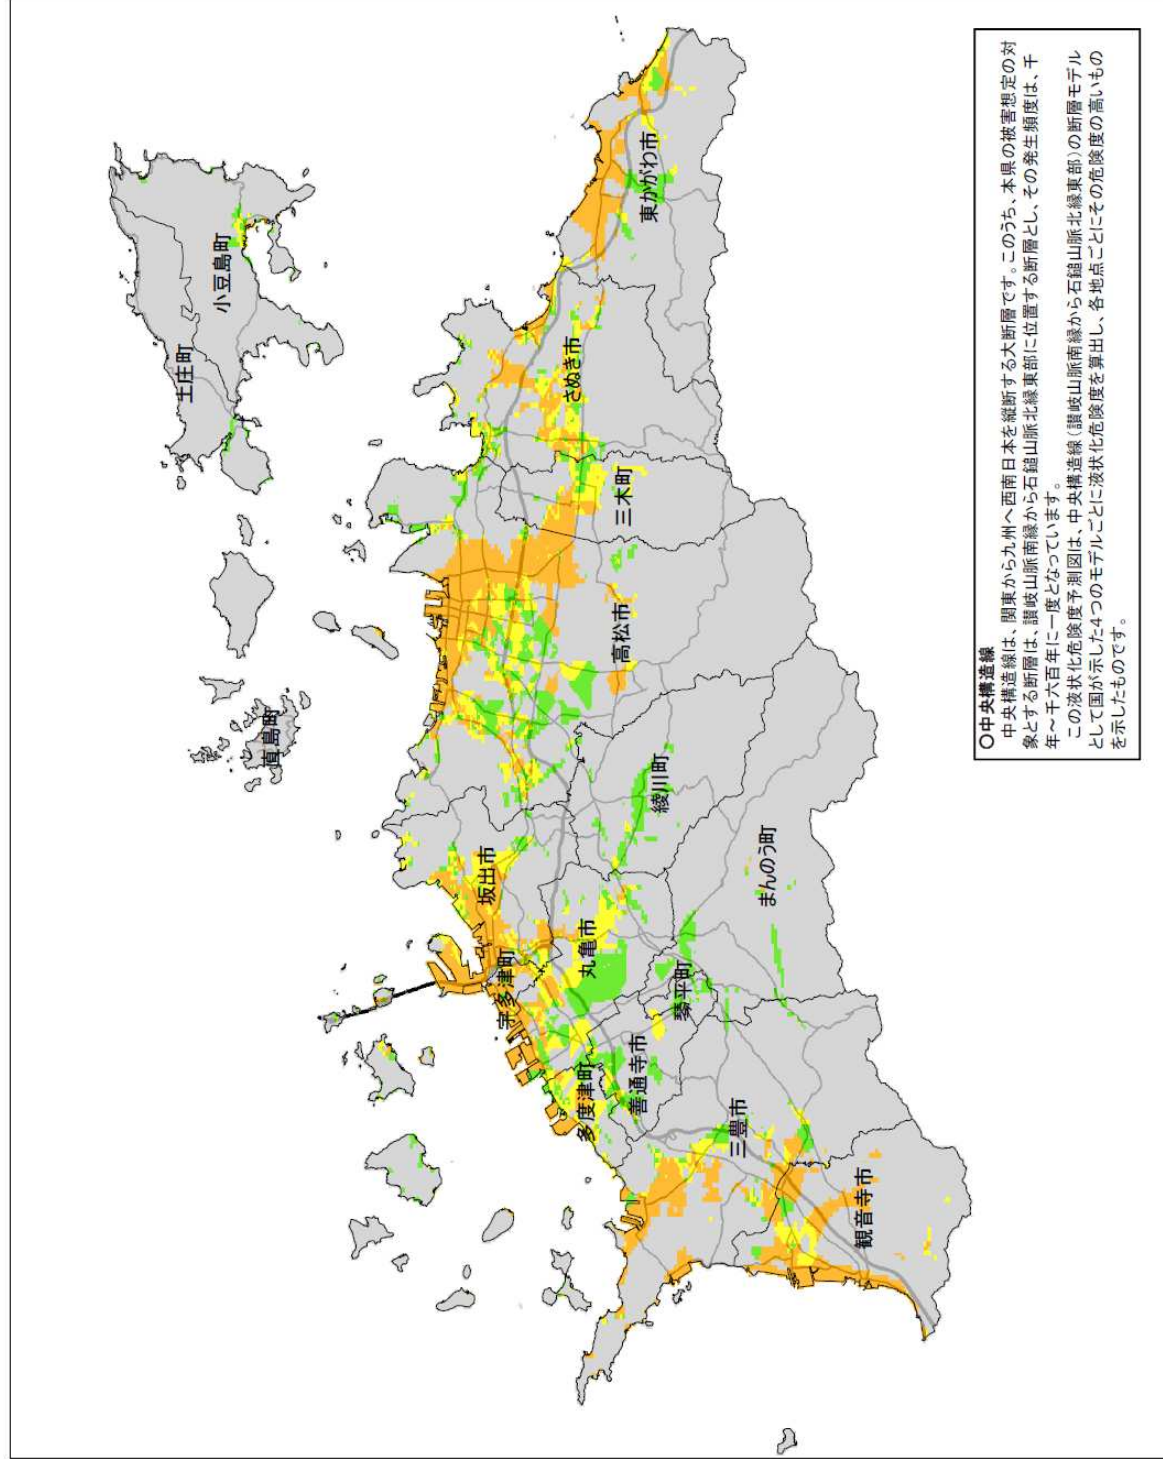 土庄町
小豆島町
直島町
東かがわ市
さぬき市
三木町
高松市
綾川町
坂出市
宇多津町
丸亀市
まんのう町
琴平町
多度津町
善通寺市
三豊市
観音寺市
〇中央構造線
中央構造線は、関東から九州へ西南日本を縦断する大断層です。このうち、本県の被害想定の対
象とする断層は、讃岐山脈南縁から石鎚山脈北縁東部に位置する断層とし、その発生頻度は、千
年～千六百年に一度となっています。
この液状化危険度予測図は、中央構造線（讃岐山脈南縁から石鎚山脈北縁東部）の断層モデル
として国が示した4つのモデルごとに液状化危険度を算出し、各地点ごとにその危険度の高いもの
を示したものです。